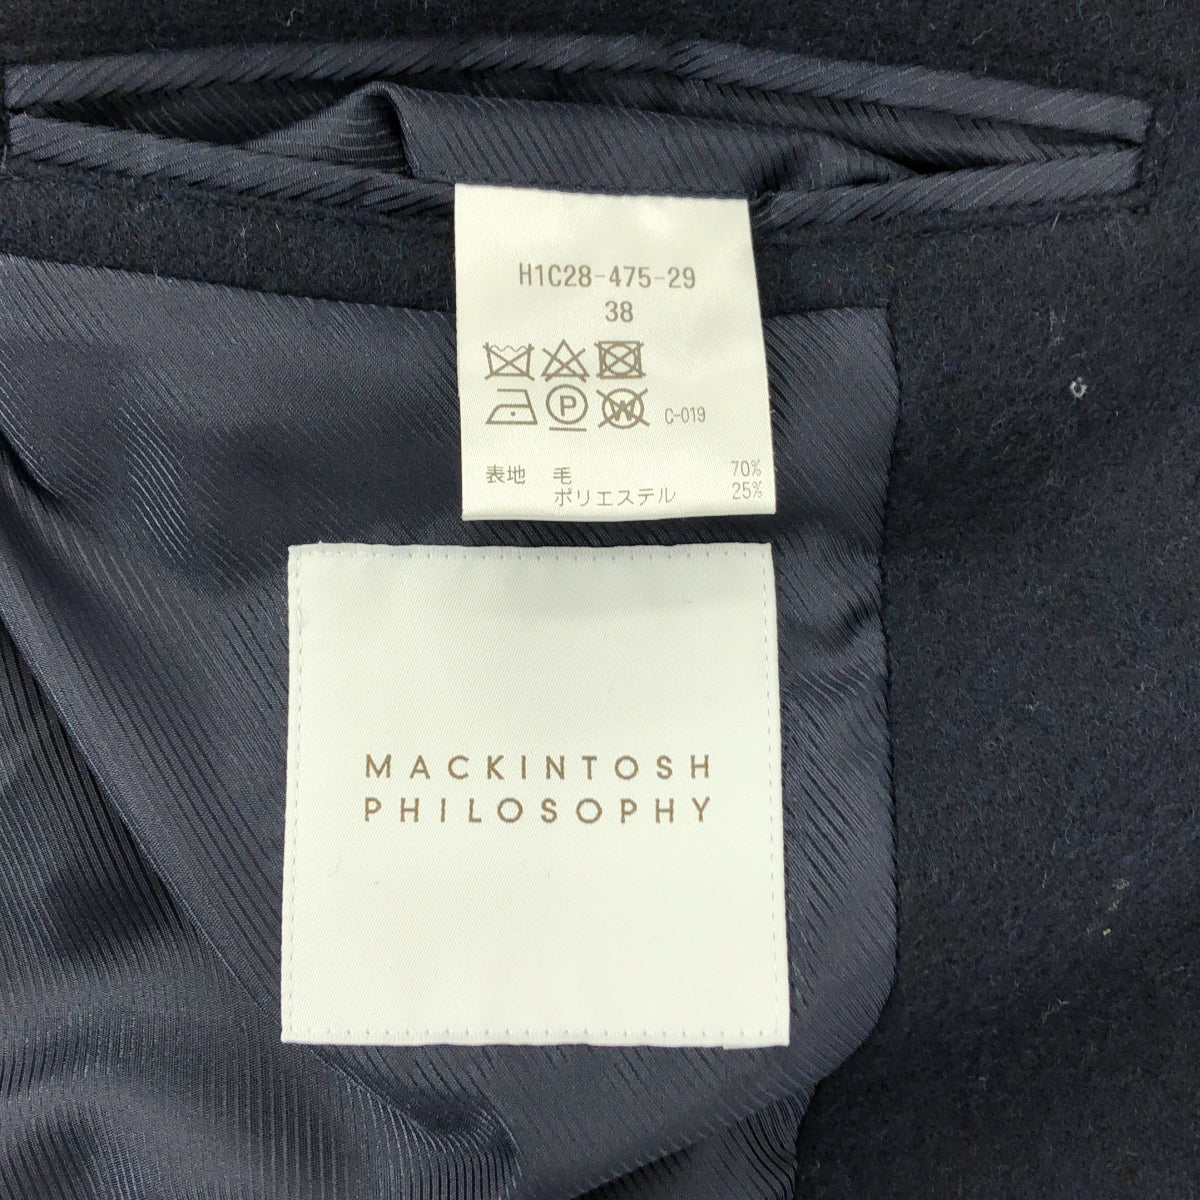 H1C28-475-29
38
P W C-019
表地 毛 70%
ポリエステル 25%
MACKINTOSH
PHILOSOPHY